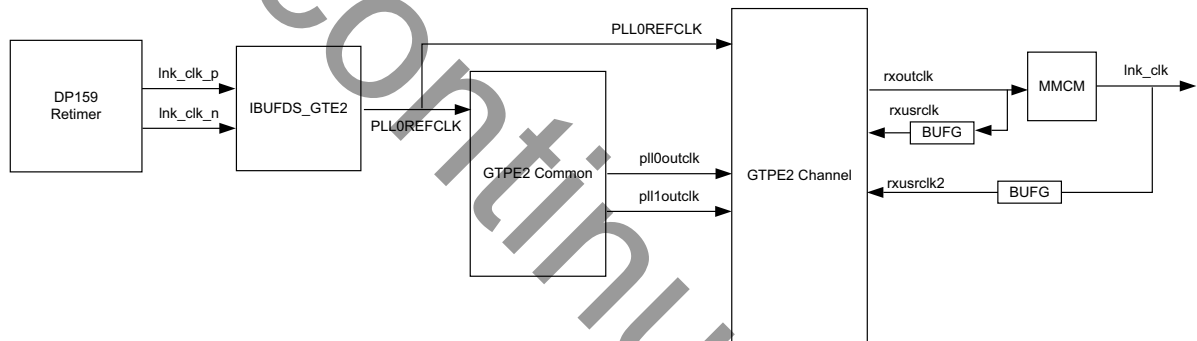 DP159
Retimer
lnk_clk_p
lnk_clk_n
IBUFDS_GTE2
PLL0REFCLK
PLL0REFCLK
GTPE2 Common
pll0outclk
pll1outclk
GTPE2 Channel
rxoutclk
rxusrclk
BUFG
MMCM
lnk_clk
rxusrclk2
BUFG
continu